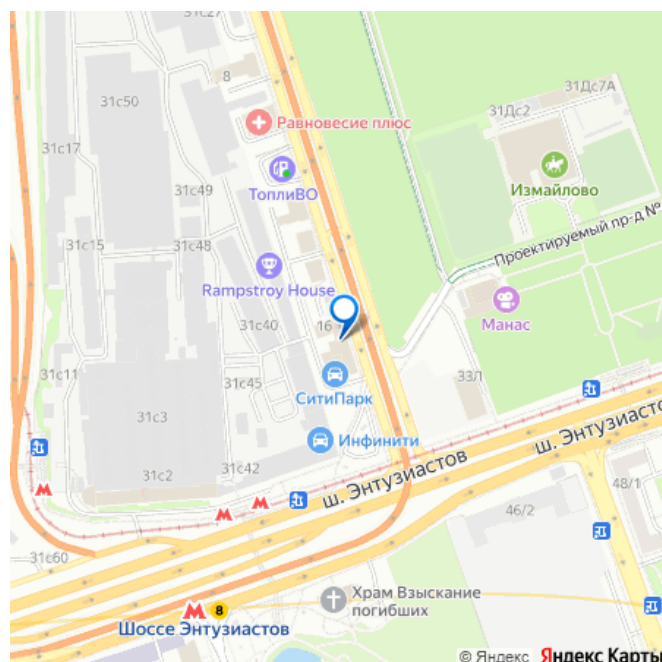 31с27
31с50
8
31Дс7А
31Дс2
Равновесие плюс
31с17
Измайлово
31с49
ТоплиВО
31с15
31с48
Проектируемый пр-д №
Rampstroy House
Манас
31с40
16
31с11
31с45
СитиПарк
33Л
31с3
Инфинити
ш. Энтузиастов
31с2
31с42
ш. Энтузиастов
48/1
46/2
31с60
Храм Взыскание
погибших
8
Шоссе Энтузиастов
© Яндекс Яндекс Карты